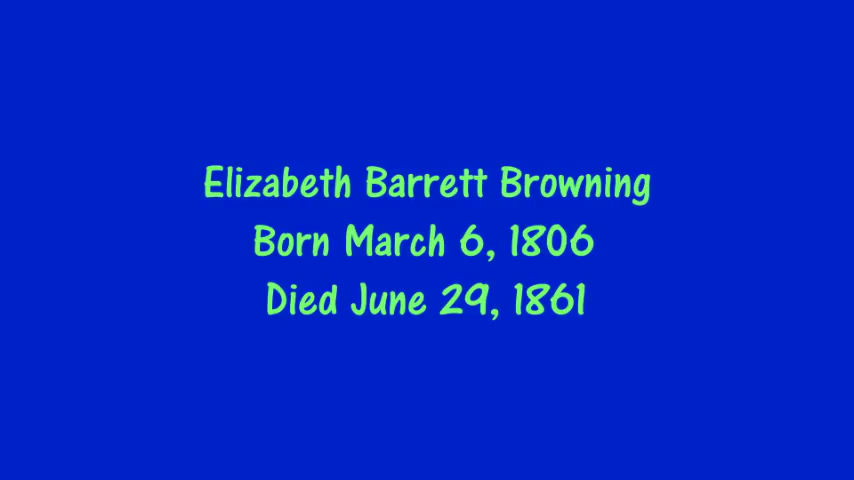 Elizabeth Barrett Browning
Born March 6, 1806
Died June 29, 1861